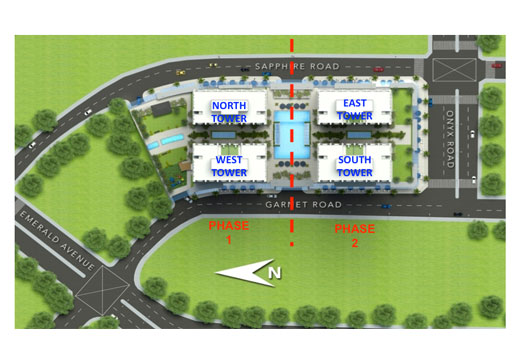 SAPPHIRE ROAD
NORTH
TOWER
EAST
TOWER
WEST
TOWER
SOUTH
TOWER
ONYX ROAD
GARNET ROAD
EMERALD AVENUE
PHASE
1
PHASE
2
N